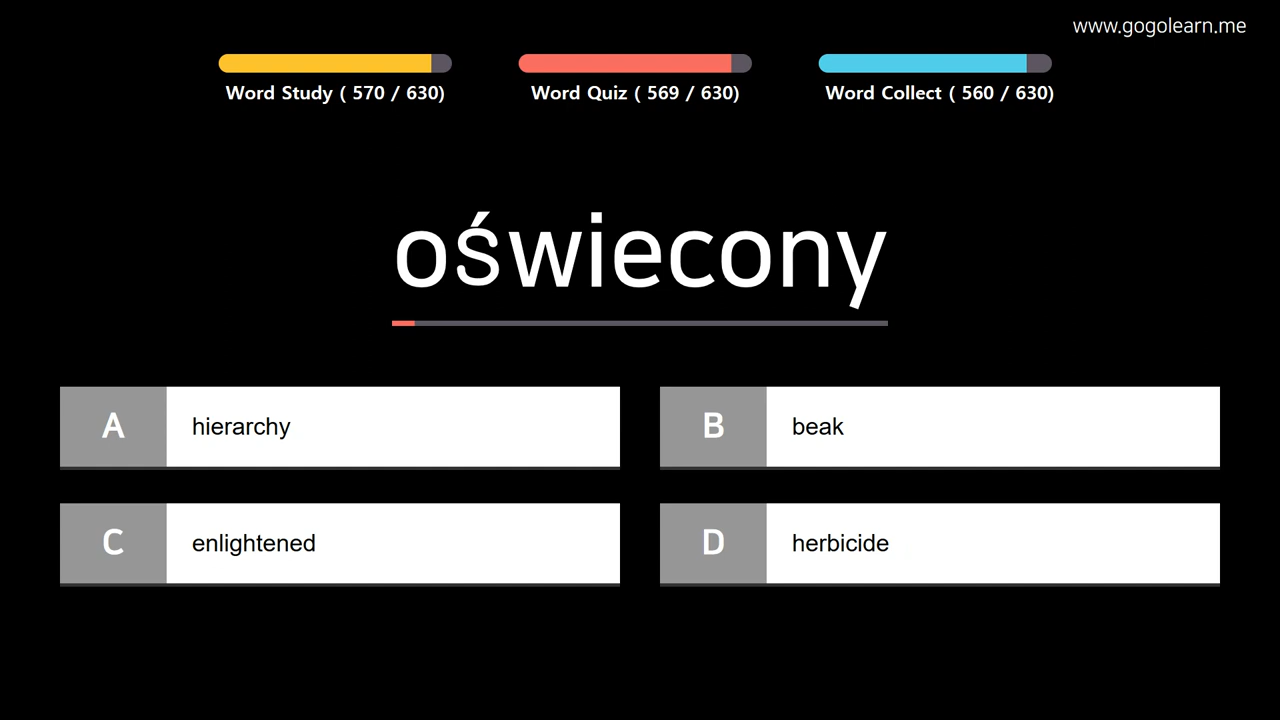 www.gogolearn.me
Word Study ( 570 / 630)
Word Quiz ( 569 / 630)
Word Collect ( 560 / 630)
oświecony
A hierarchy
B beak
C enlightened
D herbicide